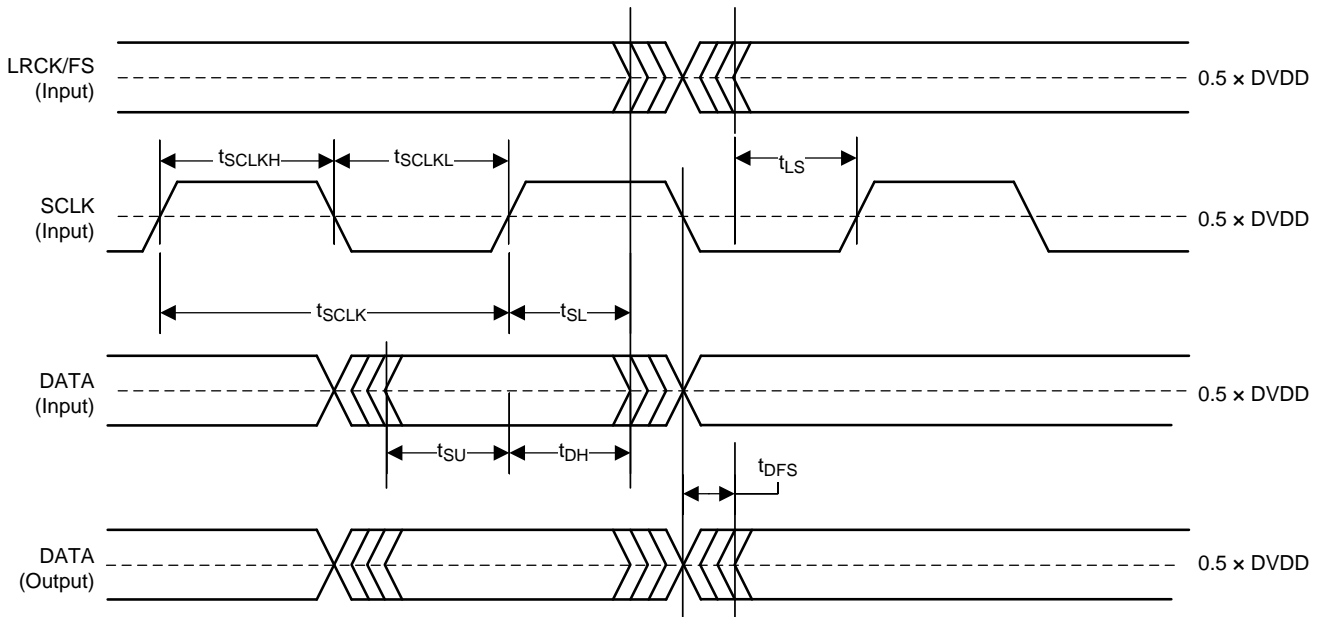 LRCK/FS
(Input)
0.5 × DVDD
tSCLKH
tSCLKL
tLS
SCLK
(Input)
0.5 × DVDD
tSCLK
tSL
DATA
(Input)
0.5 × DVDD
tSU
tDH
tDFS
DATA
(Output)
0.5 × DVDD